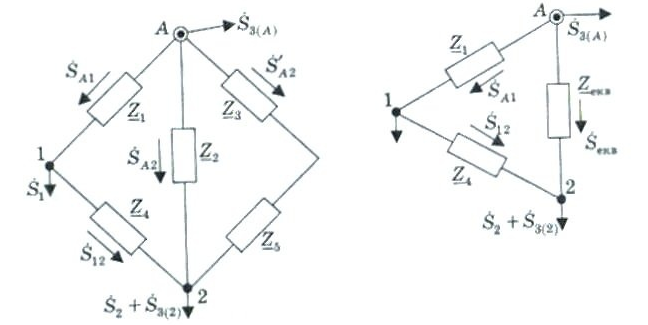 A Ṡ3(A)
ṠA1 Ṡ′A2
Z1 Z3
1 ṠA2 Z2
Ṡ1 Z4
Ṡ12 Z5
Ṡ2 + Ṡ3(2) 2
A Ṡ3(A)
Z1
ṠA1 Zекв
1 Ṡ12 Ṡекв
Z4
2
Ṡ2 + Ṡ3(2)